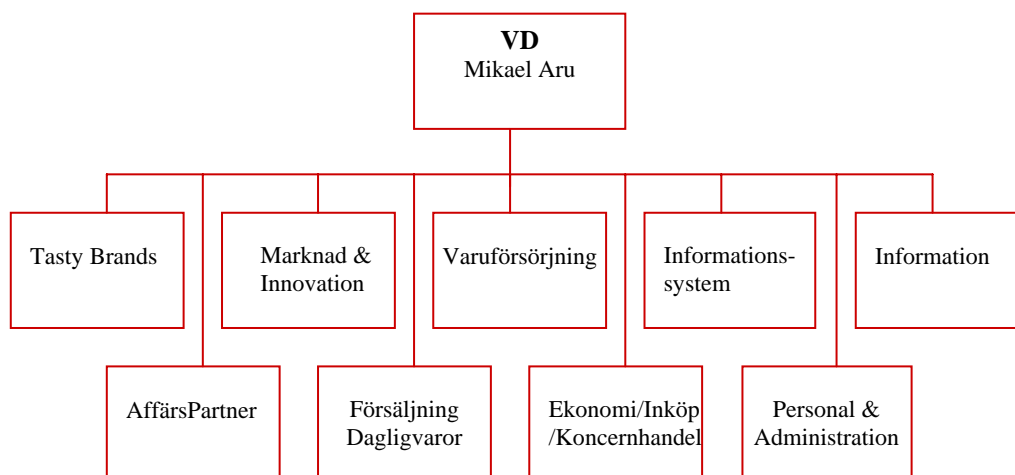 VD
Mikael Aru
Tasty Brands
Marknad &
Innovation
Varuförsörjning
Informations-
system
Information
AffärsPartner
Försäljning
Dagligvaror
Ekonomi/Inköp
/Koncernhandel
Personal &
Administration